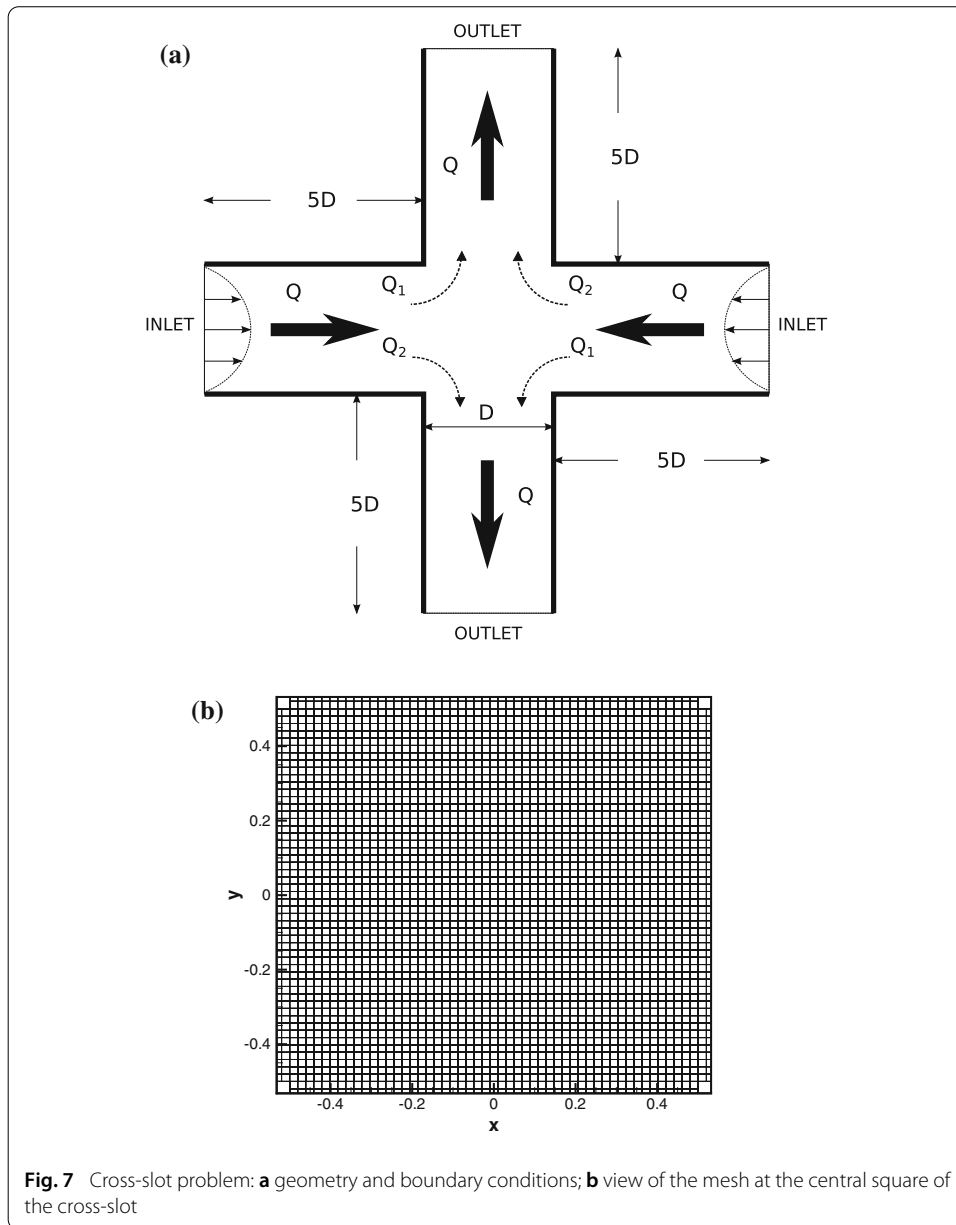 (a)
OUTLET
Q
5D
5D
Q
Q1
Q2
Q
INLET
INLET
Q2
Q1
D
5D
5D
Q
OUTLET
(b)
0.4
0.2
0
-0.2
-0.4
y
-0.4
-0.2
0
0.2
0.4
x
Fig. 7 Cross-slot problem: a geometry and boundary conditions; b view of the mesh at the central square of
the cross-slot